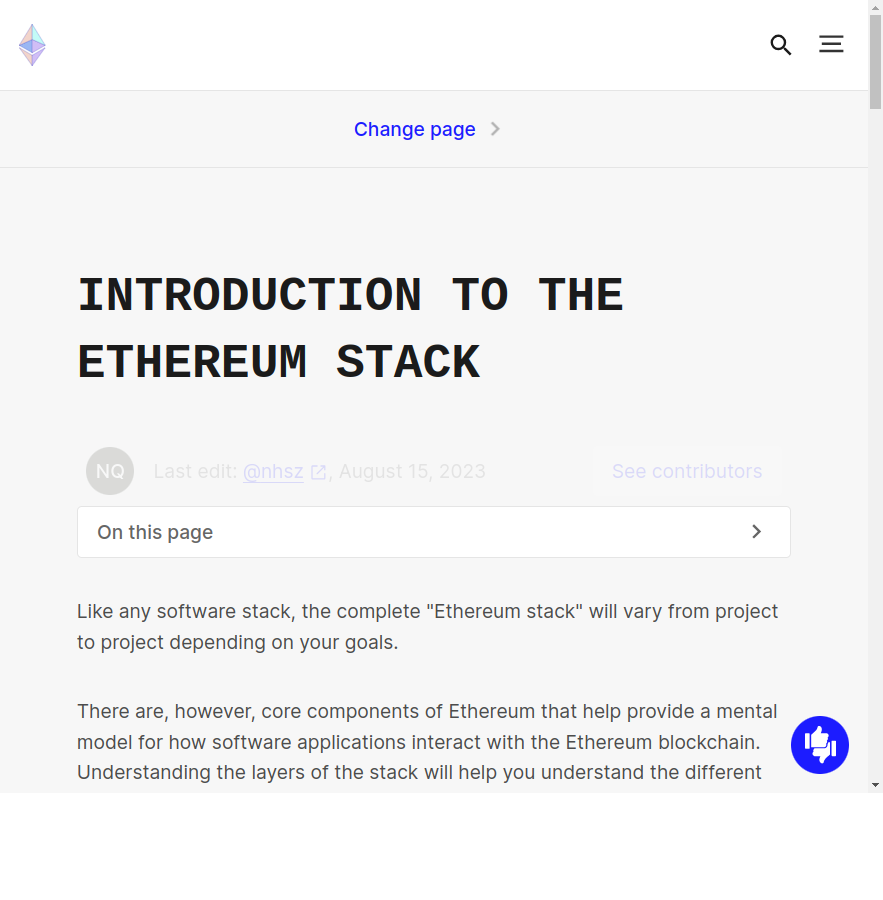 Change page
INTRODUCTION TO THE
ETHEREUM STACK
NQ
Last edit: @nhsz, August 15, 2023
See contributors
On this page
Like any software stack, the complete "Ethereum stack" will vary from project
to project depending on your goals.
There are, however, core components of Ethereum that help provide a mental
model for how software applications interact with the Ethereum blockchain.
Understanding the layers of the stack will help you understand the different